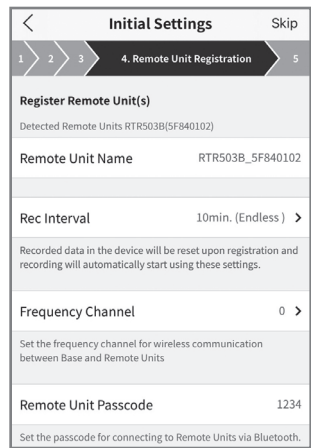 Initial Settings Skip
1 2 3 4. Remote Unit Registration 5
Register Remote Unit(s)
Detected Remote Units RTR503B(5F840102)
Remote Unit Name RTR503B_5F840102
Rec Interval 10min. (Endless )
Recorded data in the device will be reset upon registration and
recording will automatically start using these settings.
Frequency Channel 0
Set the frequency channel for wireless communication
between Base and Remote Units
Remote Unit Passcode 1234
Set the passcode for connecting to Remote Units via Bluetooth.